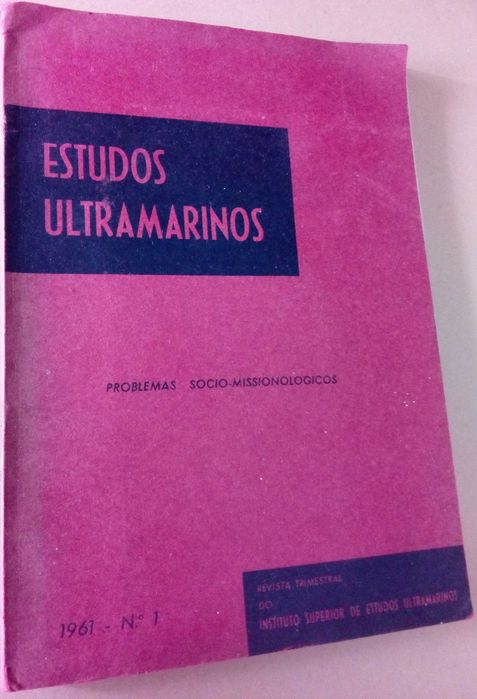 ESTUDOS
ULTRAMARINOS
PROBLEMAS SOCIO-MISSIONOLOGICOS
1961 - N.º 1
REVISTA TRIMESTRAL
DO
INSTITUTO SUPERIOR DE ESTUDOS ULTRAMARINOS